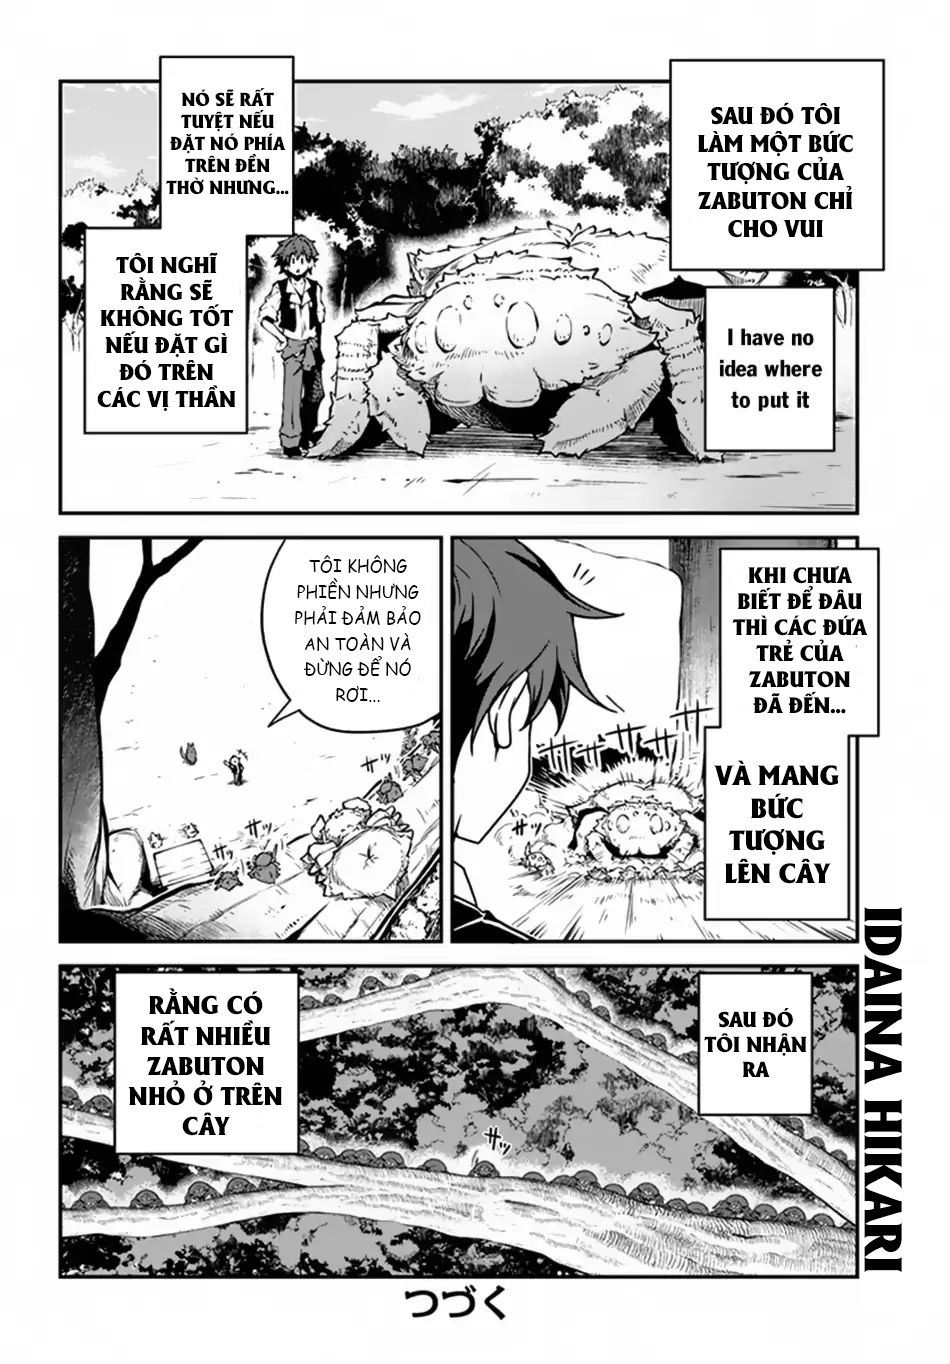 SAU ĐÓ TÔI
LÀM MỘT BỨC
TƯỢNG CỦA
ZABUTON CHỈ
CHO VUI
I have no
idea where
to put it
NÓ SẼ RẤT
TUYỆT NẾU
ĐẶT NÓ PHÍA
TRÊN ĐỀN
THỜ NHƯNG...
TÔI NGHĨ
RẰNG SẼ
KHÔNG TỐT
NẾU ĐẶT GÌ
ĐÓ TRÊN
CÁC VỊ THẦN
KHI CHƯA
BIẾT ĐỂ ĐÂU
THÌ CÁC ĐỨA
TRẺ CỦA
ZABUTON
ĐÃ ĐẾN...
VÀ MANG
BỨC
TƯỢNG
LÊN CÂY
TÔI KHÔNG
PHIỀN NHƯNG
PHẢI ĐẢM BẢO
AN TOÀN VÀ
ĐỪNG ĐỂ NÓ
RƠI...
SAU ĐÓ
TÔI NHẬN
RA
RẰNG CÓ
RẤT NHIỀU
ZABUTON
NHỎ Ở TRÊN
CÂY
IDAINA HIKARI
つづく